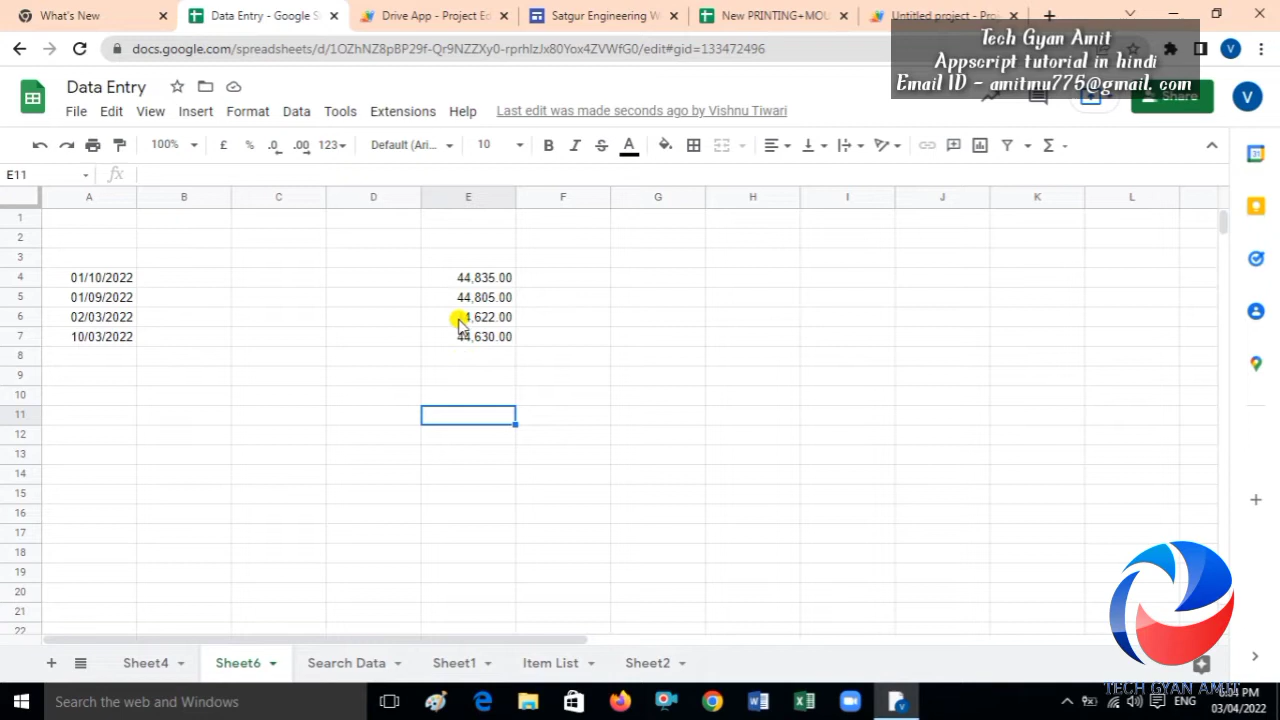 What's New
Data Entry - Google S
Drive App - Project Ed
Satgur Engineering W
New PRINTING+MOU
Untitled project - Pro
docs.google.com/spreadsheets/d/1OZhNZ8pBP29f-Qr9NZZXy0-rprhlzJx80Yox4ZVWfG0/edit#gid=133472496
Tech Gyan Amit
Appscript tutorial in hindi
Email ID - amitmu775@gmail. com
Data Entry
File Edit View Insert Format Data Tools Extensions Help Last edit was made seconds ago by Vishnu Tiwari
Share
V
100% £ % .0 .00 123 Default (Ari... 10 B I S A
E11 fx
A B C D E F G H I J K L
1
2
3
4 01/10/2022 44,835.00
5 01/09/2022 44,805.00
6 02/03/2022 4,622.00
7 10/03/2022 44,630.00
8
9
10
11
12
13
14
15
16
17
18
19
20
21
22
Sheet4 Sheet6 Search Data Sheet1 Item List Sheet2
TECH GYAN AMIT
Search the web and Windows
ENG
6:04 PM
03/04/2022